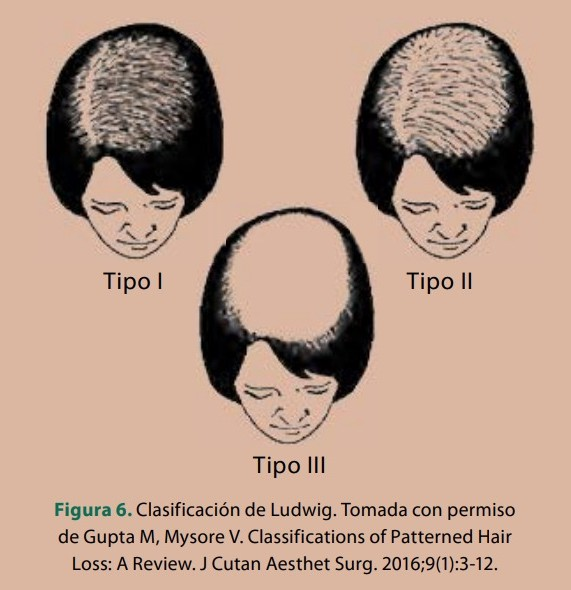 Tipo I
Tipo II
Tipo III
Figura 6. Clasificación de Ludwig. Tomada con permiso
de Gupta M, Mysore V. Classifications of Patterned Hair
Loss: A Review. J Cutan Aesthet Surg. 2016;9(1):3-12.